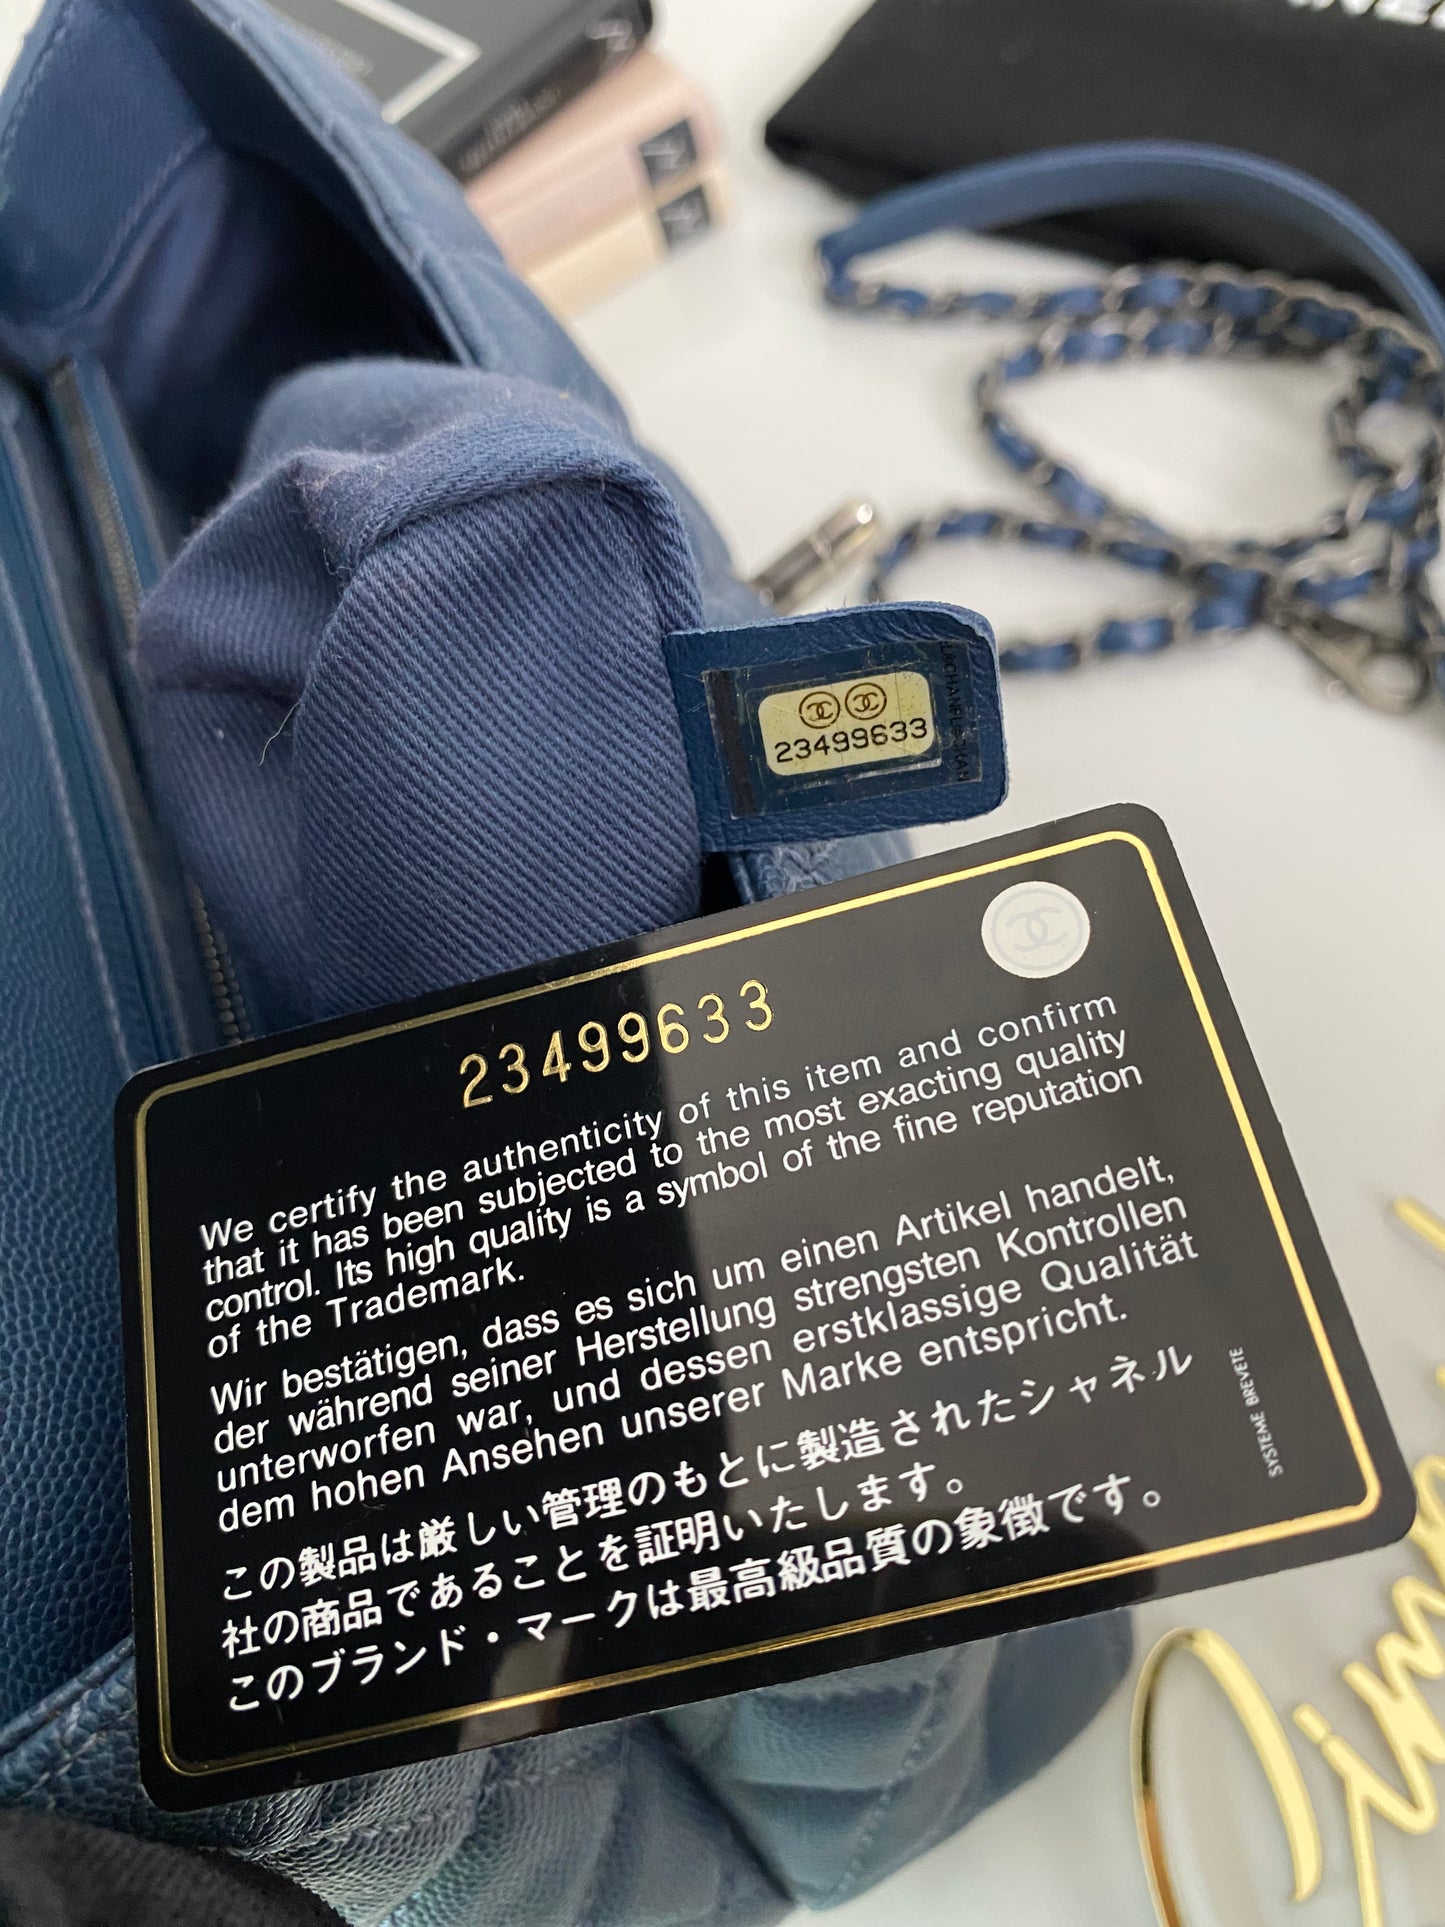 23499633
23499633
We certify the authenticity of this item and confirm
that it has been subjected to the most exacting quality
control. Its high quality is a symbol of the fine reputation
of the Trademark.
Wir bestätigen, dass es sich um einen Artikel handelt,
der während seiner Herstellung strengsten Kontrollen
unterworfen war, und dessen erstklassige Qualität
dem hohen Ansehen unserer Marke entspricht.
この製品は厳しい管理のもとに製造されたシャネル
社の商品であることを証明いたします。
このブランド・マークは最高級品質の象徴です。
SYSTEME BREVETE